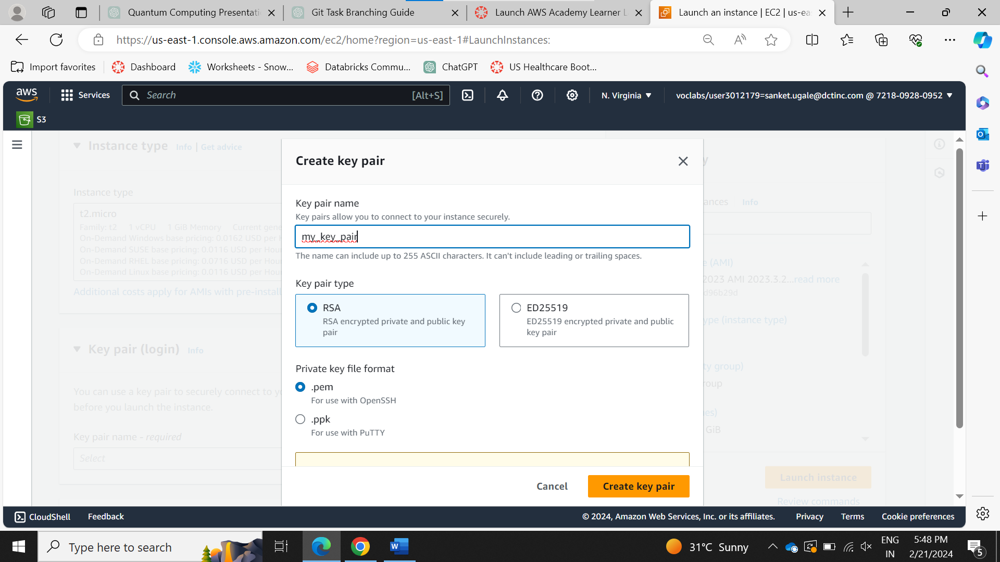 Quantum Computing Presentati
Git Task Branching Guide
Launch AWS Academy Learner L
Launch an instance | EC2 | us-ea
https://us-east-1.console.aws.amazon.com/ec2/home?region=us-east-1#LaunchInstances:
Import favorites
Dashboard
Worksheets - Snow...
Databricks Commu...
ChatGPT
US Healthcare Boot...
aws
Services
Search
[Alt+S]
N. Virginia
voclabs/user3012179=sanket.ugale@dctinc.com @ 7218-0928-0952
S3
Instance type
Info | Get advice
Instance type
t2.micro
Family: t2 1 vCPU 1 GiB Memory Current gene
On-Demand Windows base pricing: 0.0162 USD per H
On-Demand SUSE base pricing: 0.0116 USD per Hour
On-Demand RHEL base pricing: 0.0716 USD per Hour
On-Demand Linux base pricing: 0.0116 USD per Hour
Additional costs apply for AMIs with pre-install
Key pair (login)
Info
You can use a key pair to securely connect to yo
before you launch the instance.
Key pair name - required
Select
Create key pair
Key pair name
Key pairs allow you to connect to your instance securely.
my_key_pair
The name can include up to 255 ASCII characters. It can't include leading or trailing spaces.
Key pair type
RSA
RSA encrypted private and public key
pair
ED25519
ED25519 encrypted private and public
key pair
Private key file format
.pem
For use with OpenSSH
.ppk
For use with PuTTY
Cancel
Create key pair
y
ances
Info
e (AMI)
2023 AMI 2023.3.2...read more
d96b29d
ype (instance type)
ty group)
roup
es)
GiB
Launch instance
Review commands
CloudShell
Feedback
© 2024, Amazon Web Services, Inc. or its affiliates.
Privacy
Terms
Cookie preferences
Type here to search
31°C Sunny
ENG
IN
5:48 PM
2/21/2024
5